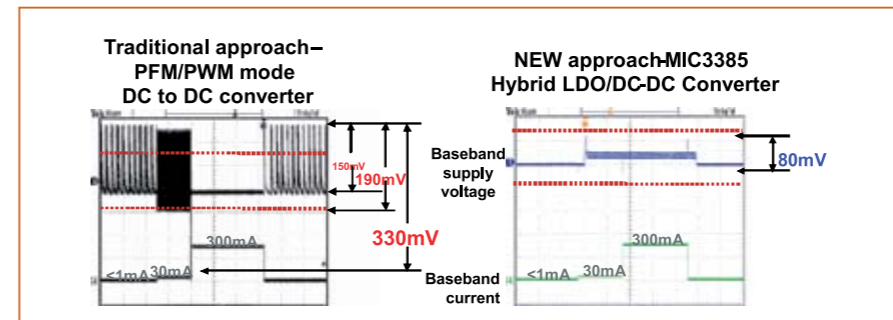 Traditional approach–
PFM/PWM mode
DC to DC converter
150mV
190mV
330mV
300mA
<1mA 30mA
NEW approach-MIC3385
Hybrid LDO/DC-DC Converter
Baseband
supply
voltage
80mV
300mA
<1mA 30mA
Baseband
current